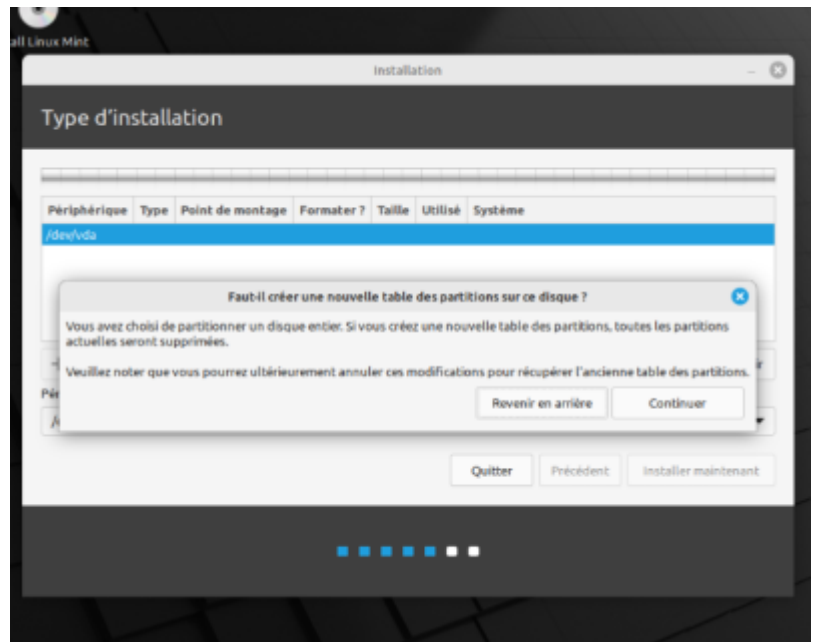 all Linux Mint
Installation
Type d'installation
Périphérique Type Point de montage Formater ? Taille Utilisé Système
/dev/vda
Faut-il créer une nouvelle table des partitions sur ce disque ?
Vous avez choisi de partitionner un disque entier. Si vous créez une nouvelle table des partitions, toutes les partitions
actuelles seront supprimées.
Veuillez noter que vous pourrez ultérieurement annuler ces modifications pour récupérer l'ancienne table des partitions.
Revenir en arrière Continuer
Quitter Précédent Installer maintenant